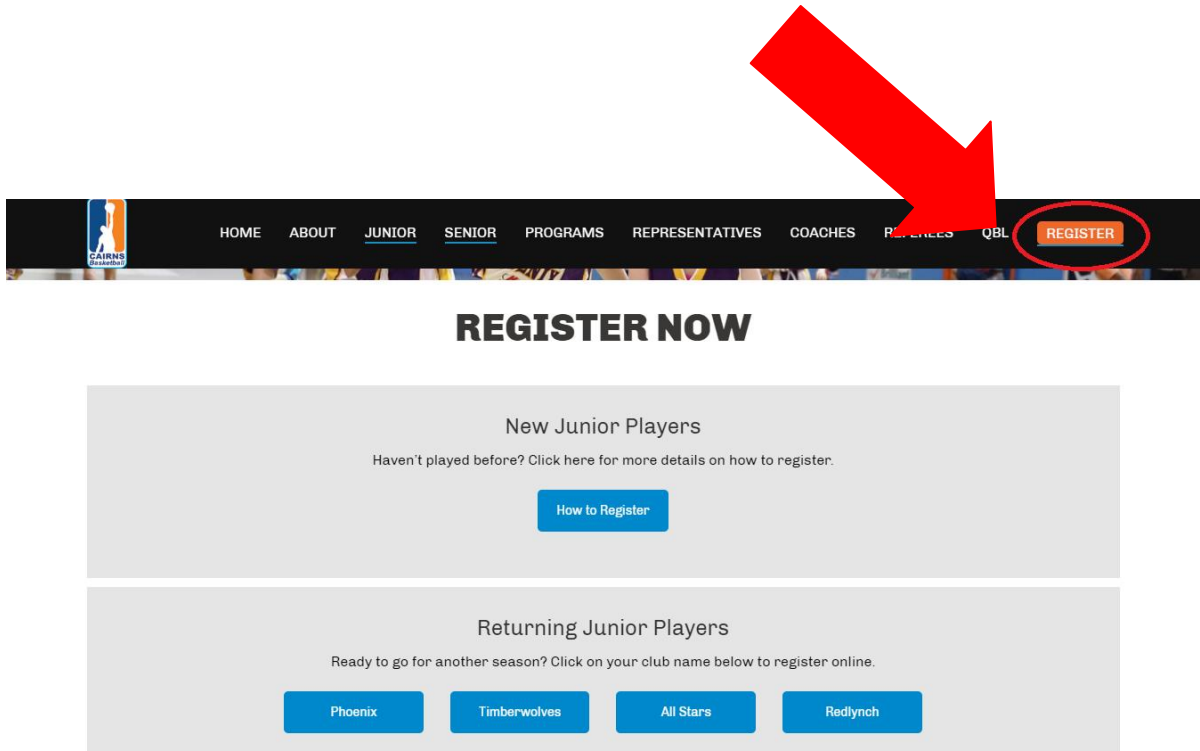 CAIRNS
Basketball
HOME ABOUT JUNIOR SENIOR PROGRAMS REPRESENTATIVES COACHES REFEREES QBL REGISTER
REGISTER NOW
New Junior Players
Haven't played before? Click here for more details on how to register.
How to Register
Returning Junior Players
Ready to go for another season? Click on your club name below to register online.
Phoenix Timberwolves All Stars Redlynch